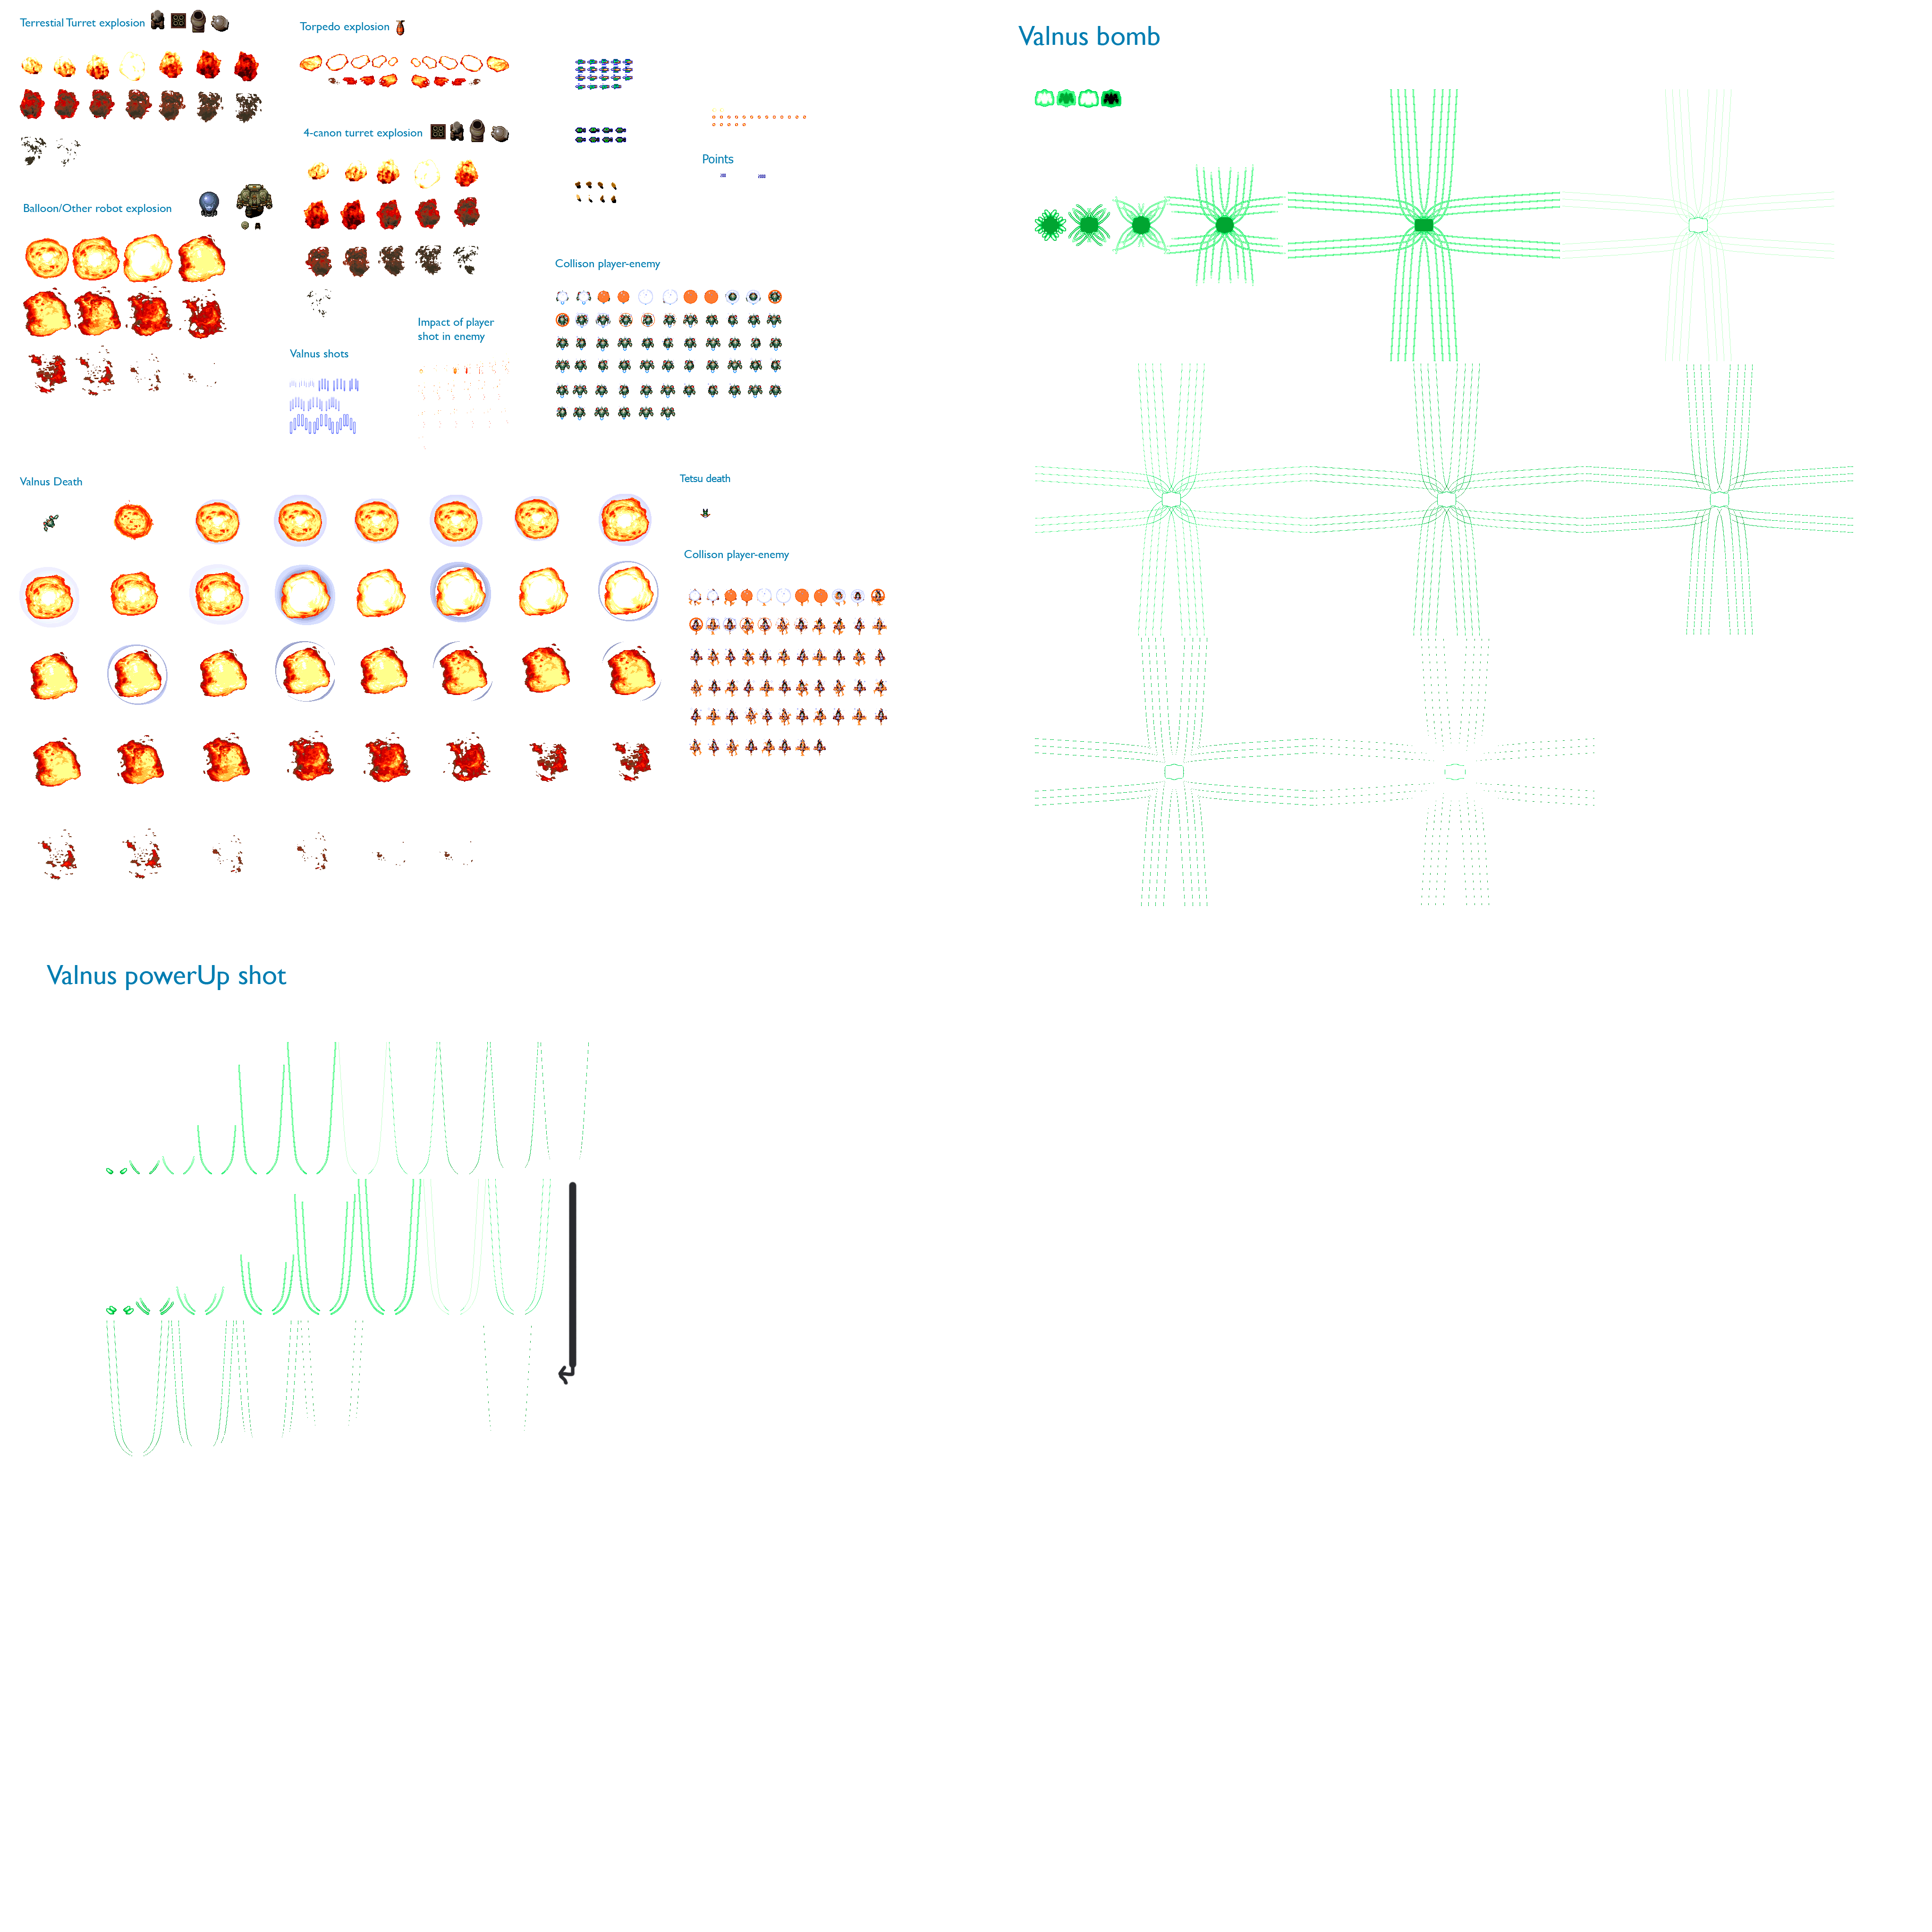 Terrestial Turret explosion
Torpedo explosion
Valnus bomb
4-canon turret explosion
Points
Balloon/Other robot explosion
Collison player-enemy
Impact of player
shot in enemy
Valnus shots
Valnus Death
Tetsu death
Collison player-enemy
Valnus powerUp shot